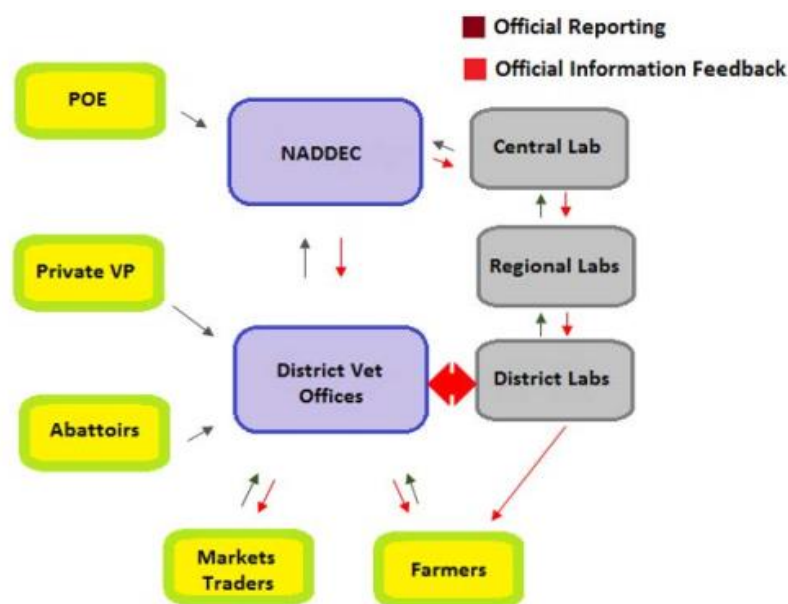 Official Reporting
Official Information Feedback
POE
NADDEC
Central Lab
Private VP
Regional Labs
District Vet
Offices
District Labs
Abattoirs
Markets
Traders
Farmers